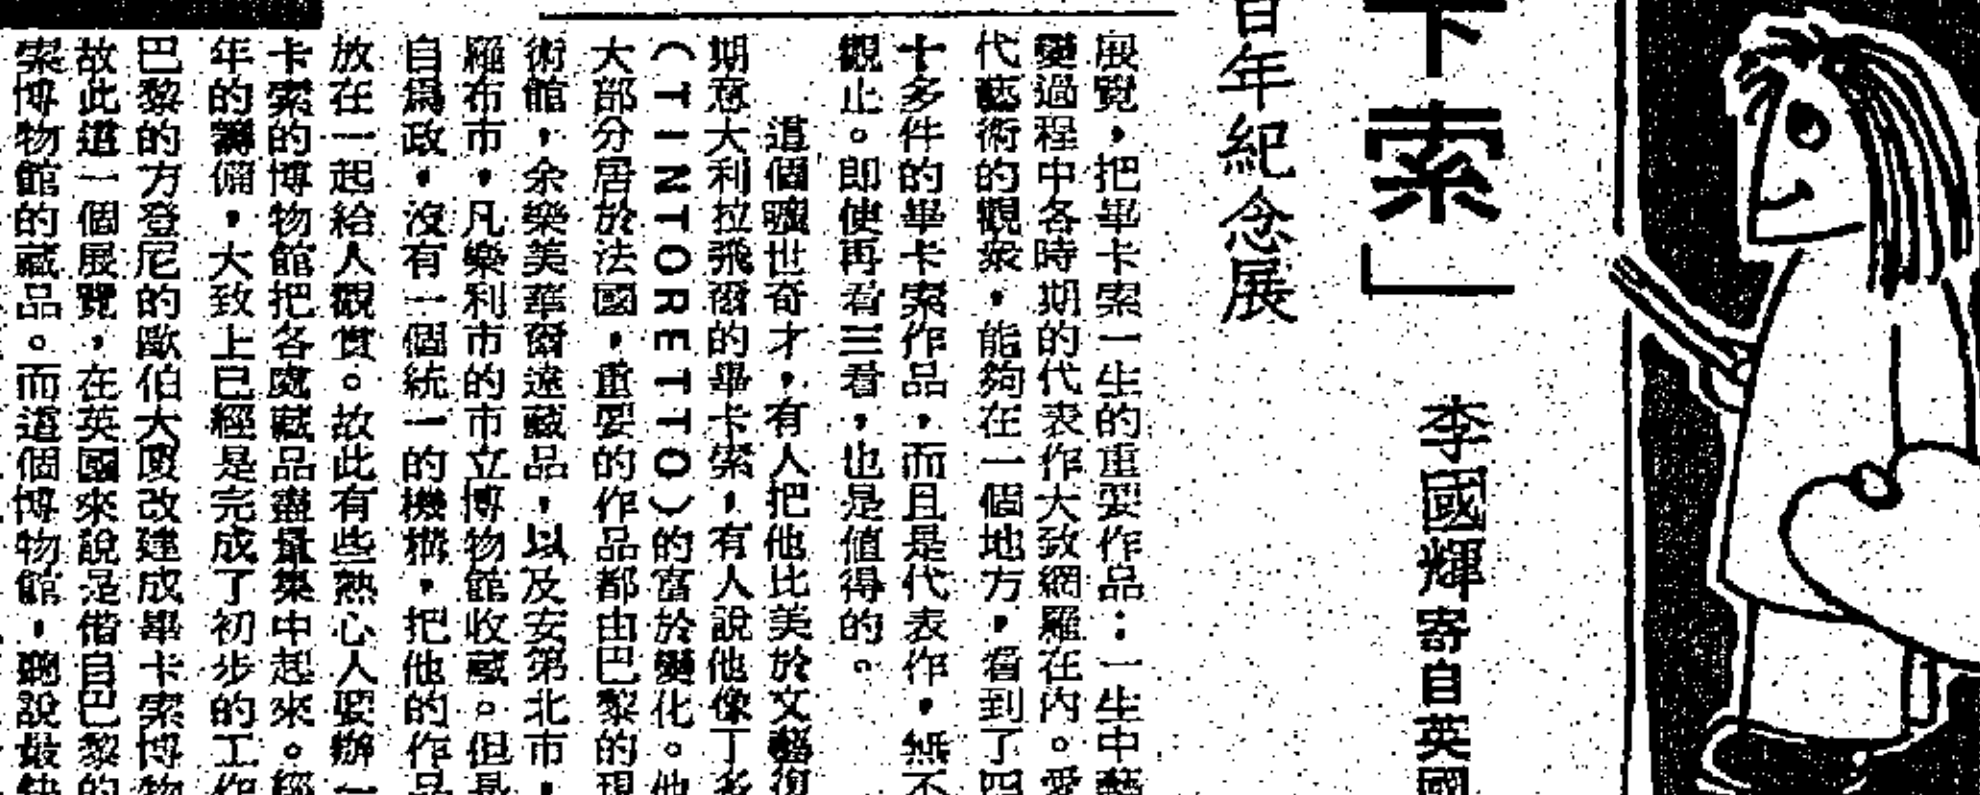 卡索」
百年紀念展
李國輝寄自英國
展覽，把畢卡索一生的重要作品：一生中藝
變過程中各時期的代表作大致網羅在內。愛
代藝術的觀衆，能夠在一個地方，看到了四
十多件的畢卡索作品，而且是代表作，無不
觀止。即使再看三看，也是值得的。
這個曠世奇才，有人把他比美於文藝復
期意大利拉飛爾的畢卡索，有人說他像丁多
（TINTORETTO）的富於變化。他
大部分居於法國，重要的作品都由巴黎的現
術館，余樂美華爾遠藏品，以及安第北市，
羅布市，凡樂利市的市立博物館收藏。但是
自爲政，沒有一個統一的機構，把他的作品
放在一起給人觀賞。故此有些熱心人要辦一
卡索的博物館把各處藏品盡量集中起來。經
年的籌備，大致上已經是完成了初步的工作
巴黎的方登尼的歐伯大廈改建成畢卡索博物
故此這一個展覽，在英國來說是借自巴黎的
索博物館的藏品。而這個博物館，聽說最快